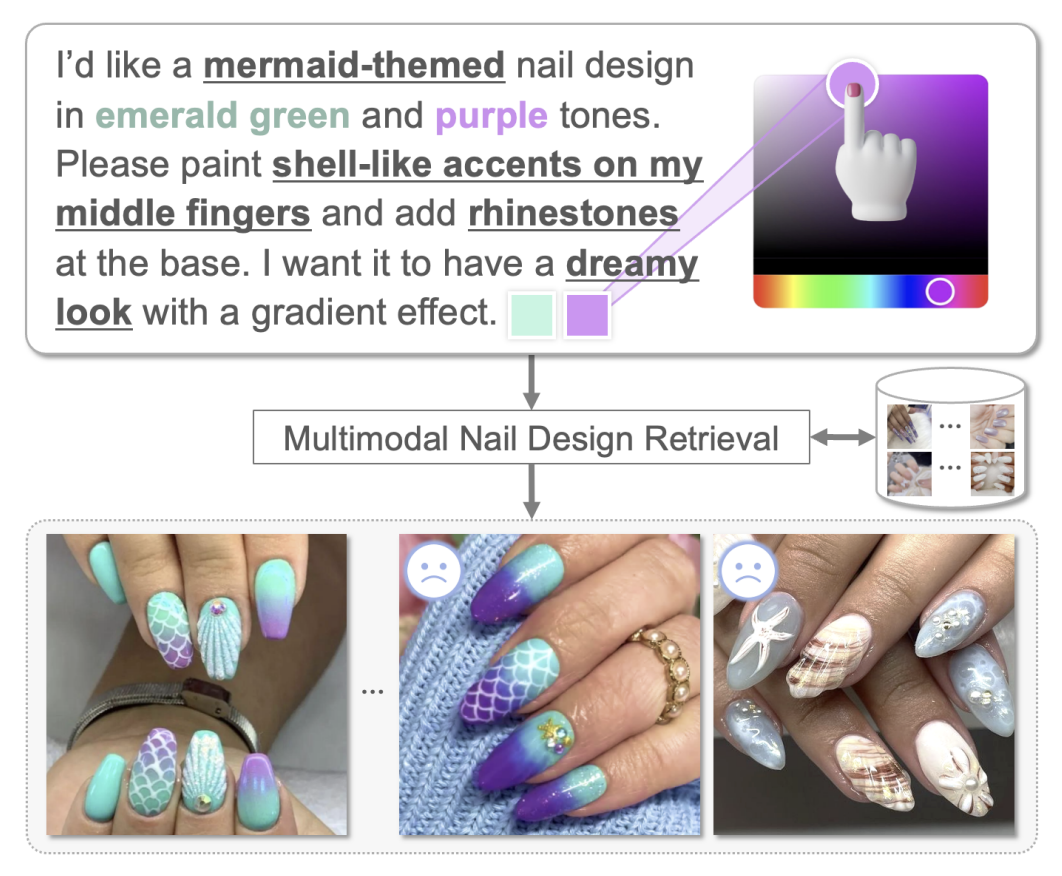 I’d like a mermaid-themed nail design
in emerald green and purple tones.
Please paint shell-like accents on my
middle fingers and add rhinestones
at the base. I want it to have a dreamy
look with a gradient effect.
Multimodal Nail Design Retrieval
...
...
...